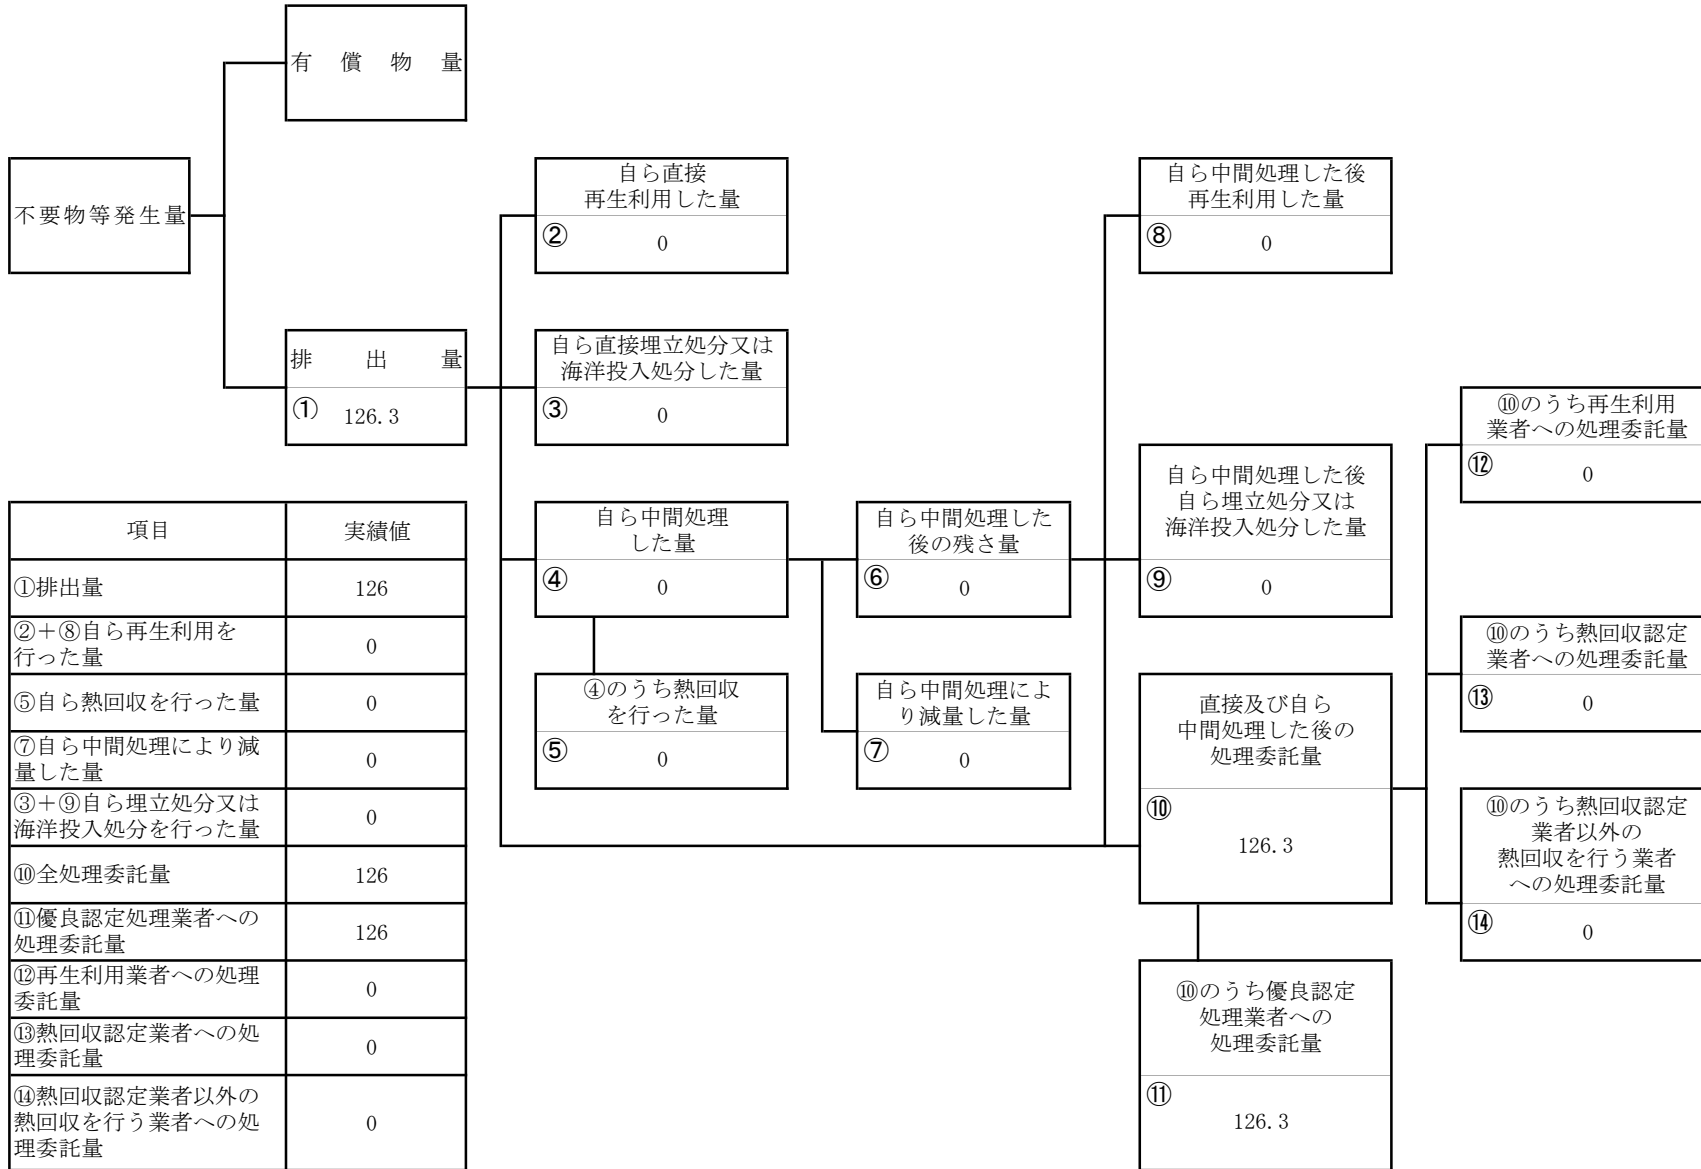 有償物量
不要物等発生量
排出量
①
126.3
自ら直接
再生利用した量
②
0
自ら直接埋立処分又は
海洋投入処分した量
③
0
自ら中間処理
した量
④
0
④のうち熱回収
を行った量
⑤
0
自ら中間処理した
後の残さ量
⑥
0
自ら中間処理によ
り減量した量
⑦
0
自ら中間処理した後
再生利用した量
⑧
0
自ら中間処理した後
自ら埋立処分又は
海洋投入処分した量
⑨
0
直接及び自ら
中間処理した後の
処理委託量
⑩
126.3
⑩のうち優良認定
処理業者への
処理委託量
⑪
126.3
⑩のうち再生利用
業者への処理委託量
⑫
0
⑩のうち熱回収認定
業者への処理委託量
⑬
0
⑩のうち熱回収認定
業者以外の
熱回収を行う業者
への処理委託量
⑭
0
項目 実績値
①排出量 126
②＋⑧自ら再生利用を
行った量 0
⑤自ら熱回収を行った量 0
⑦自ら中間処理により減
量した量 0
③＋⑨自ら埋立処分又は
海洋投入処分を行った量 0
⑩全処理委託量 126
⑪優良認定処理業者への
処理委託量 126
⑫再生利用業者への処理
委託量 0
⑬熱回収認定業者への処
理委託量 0
⑭熱回収認定業者以外の
熱回収を行う業者への処
理委託量 0